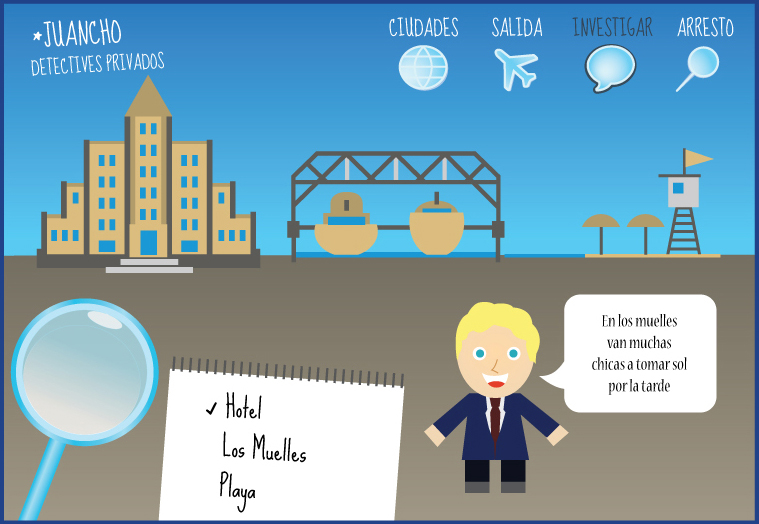 *JUANCHO
DETECTIVES PRIVADOS
CIUDADES SALIDA INVESTIGAR ARRESTO
En los muelles
van muchas
chicas a tomar sol
por la tarde
✓ Hotel
Los Muelles
Playa